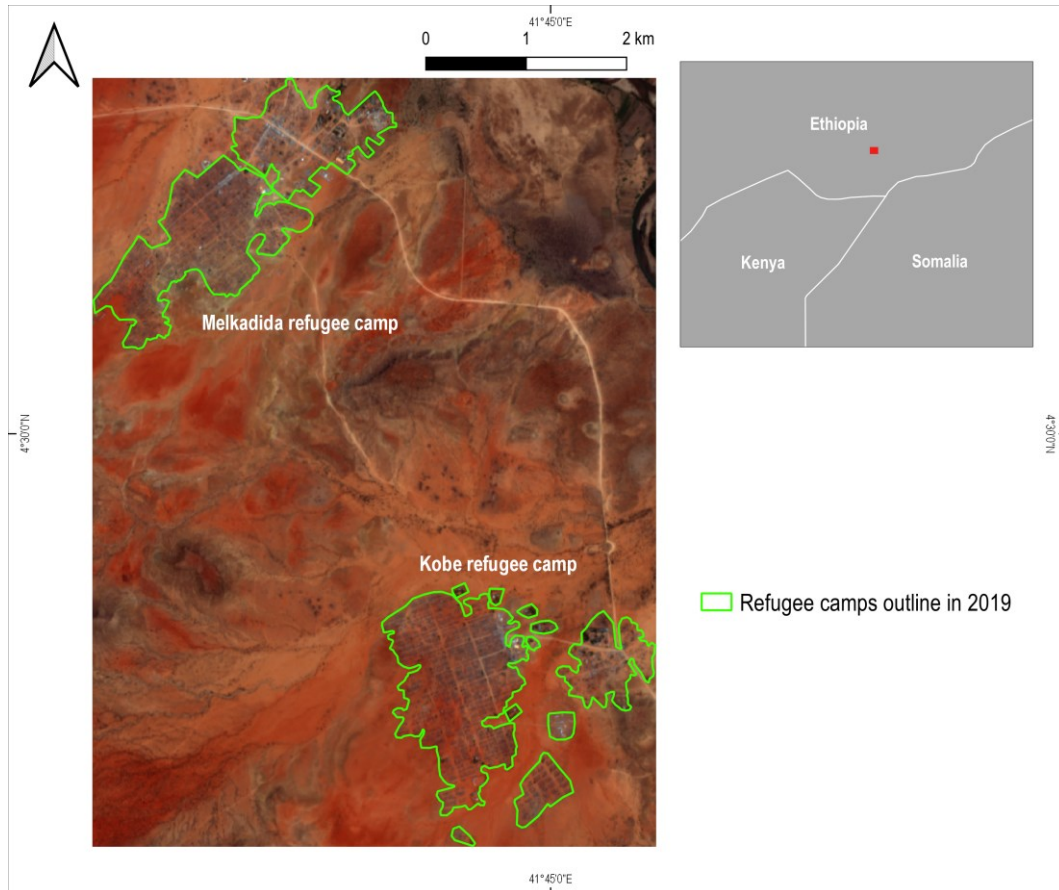 41°45'0"E
0 1 2 km
Ethiopia
Kenya
Somalia
Melkadida refugee camp
4°30'0"N
4°30'0"N
Kobe refugee camp
Refugee camps outline in 2019
41°45'0"E